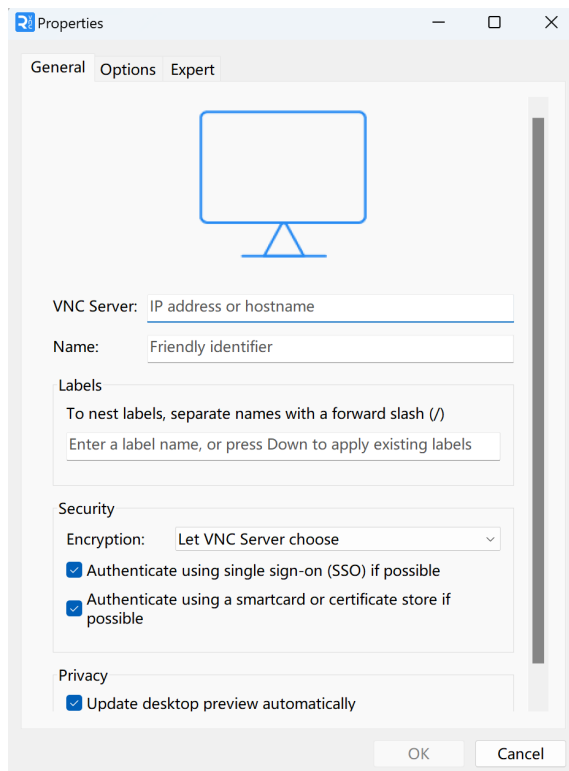 Properties
General Options Expert
VNC Server: IP address or hostname
Name: Friendly identifier
Labels
To nest labels, separate names with a forward slash (/)
Enter a label name, or press Down to apply existing labels
Security
Encryption: Let VNC Server choose
Authenticate using single sign-on (SSO) if possible
Authenticate using a smartcard or certificate store if
possible
Privacy
Update desktop preview automatically
OK Cancel